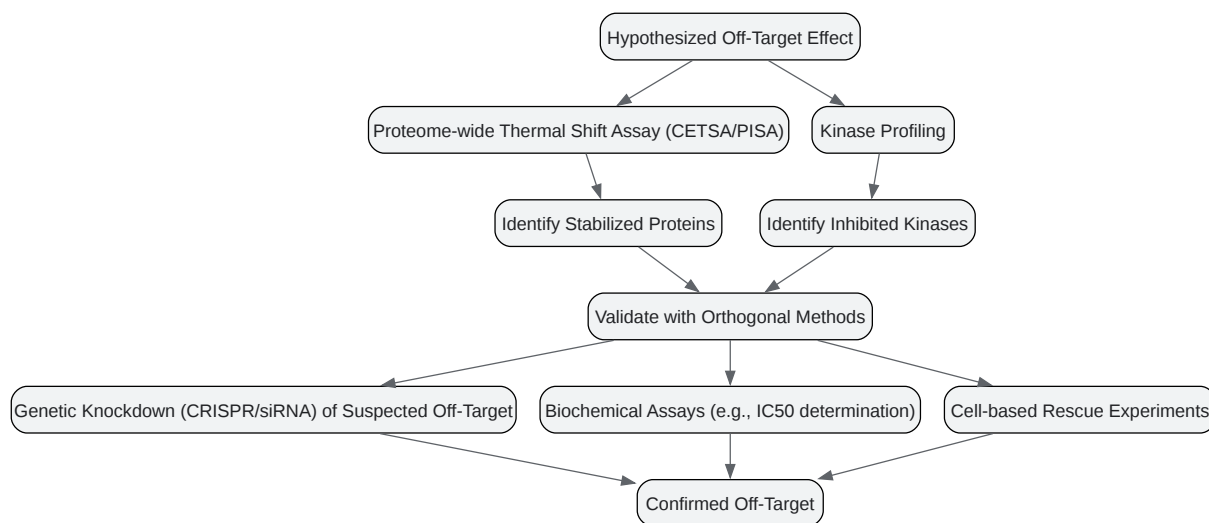 Hypothesized Off-Target Effect
Proteome-wide Thermal Shift Assay (CETSA/PISA)
Kinase Profiling
Identify Stabilized Proteins
Identify Inhibited Kinases
Validate with Orthogonal Methods
Genetic Knockdown (CRISPR/siRNA) of Suspected Off-Target
Biochemical Assays (e.g., IC50 determination)
Cell-based Rescue Experiments
Confirmed Off-Target